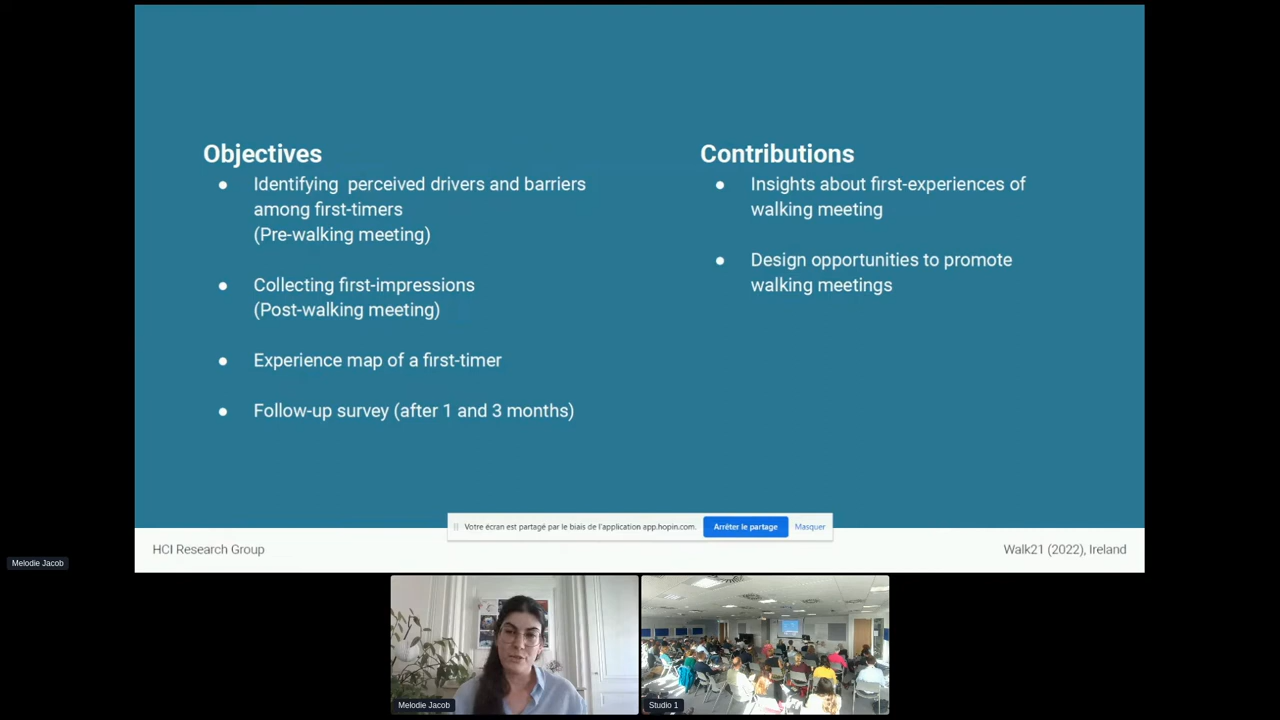 Objectives
● Identifying perceived drivers and barriers
among first-timers
(Pre-walking meeting)
● Collecting first-impressions
(Post-walking meeting)
● Experience map of a first-timer
● Follow-up survey (after 1 and 3 months)
Contributions
● Insights about first-experiences of
walking meeting
● Design opportunities to promote
walking meetings
Votre écran est partagé par le biais de l'application app.hopin.com. Arrêter le partage Masquer
HCI Research Group
Walk21 (2022), Ireland
Melodie Jacob
Melodie Jacob
Studio 1